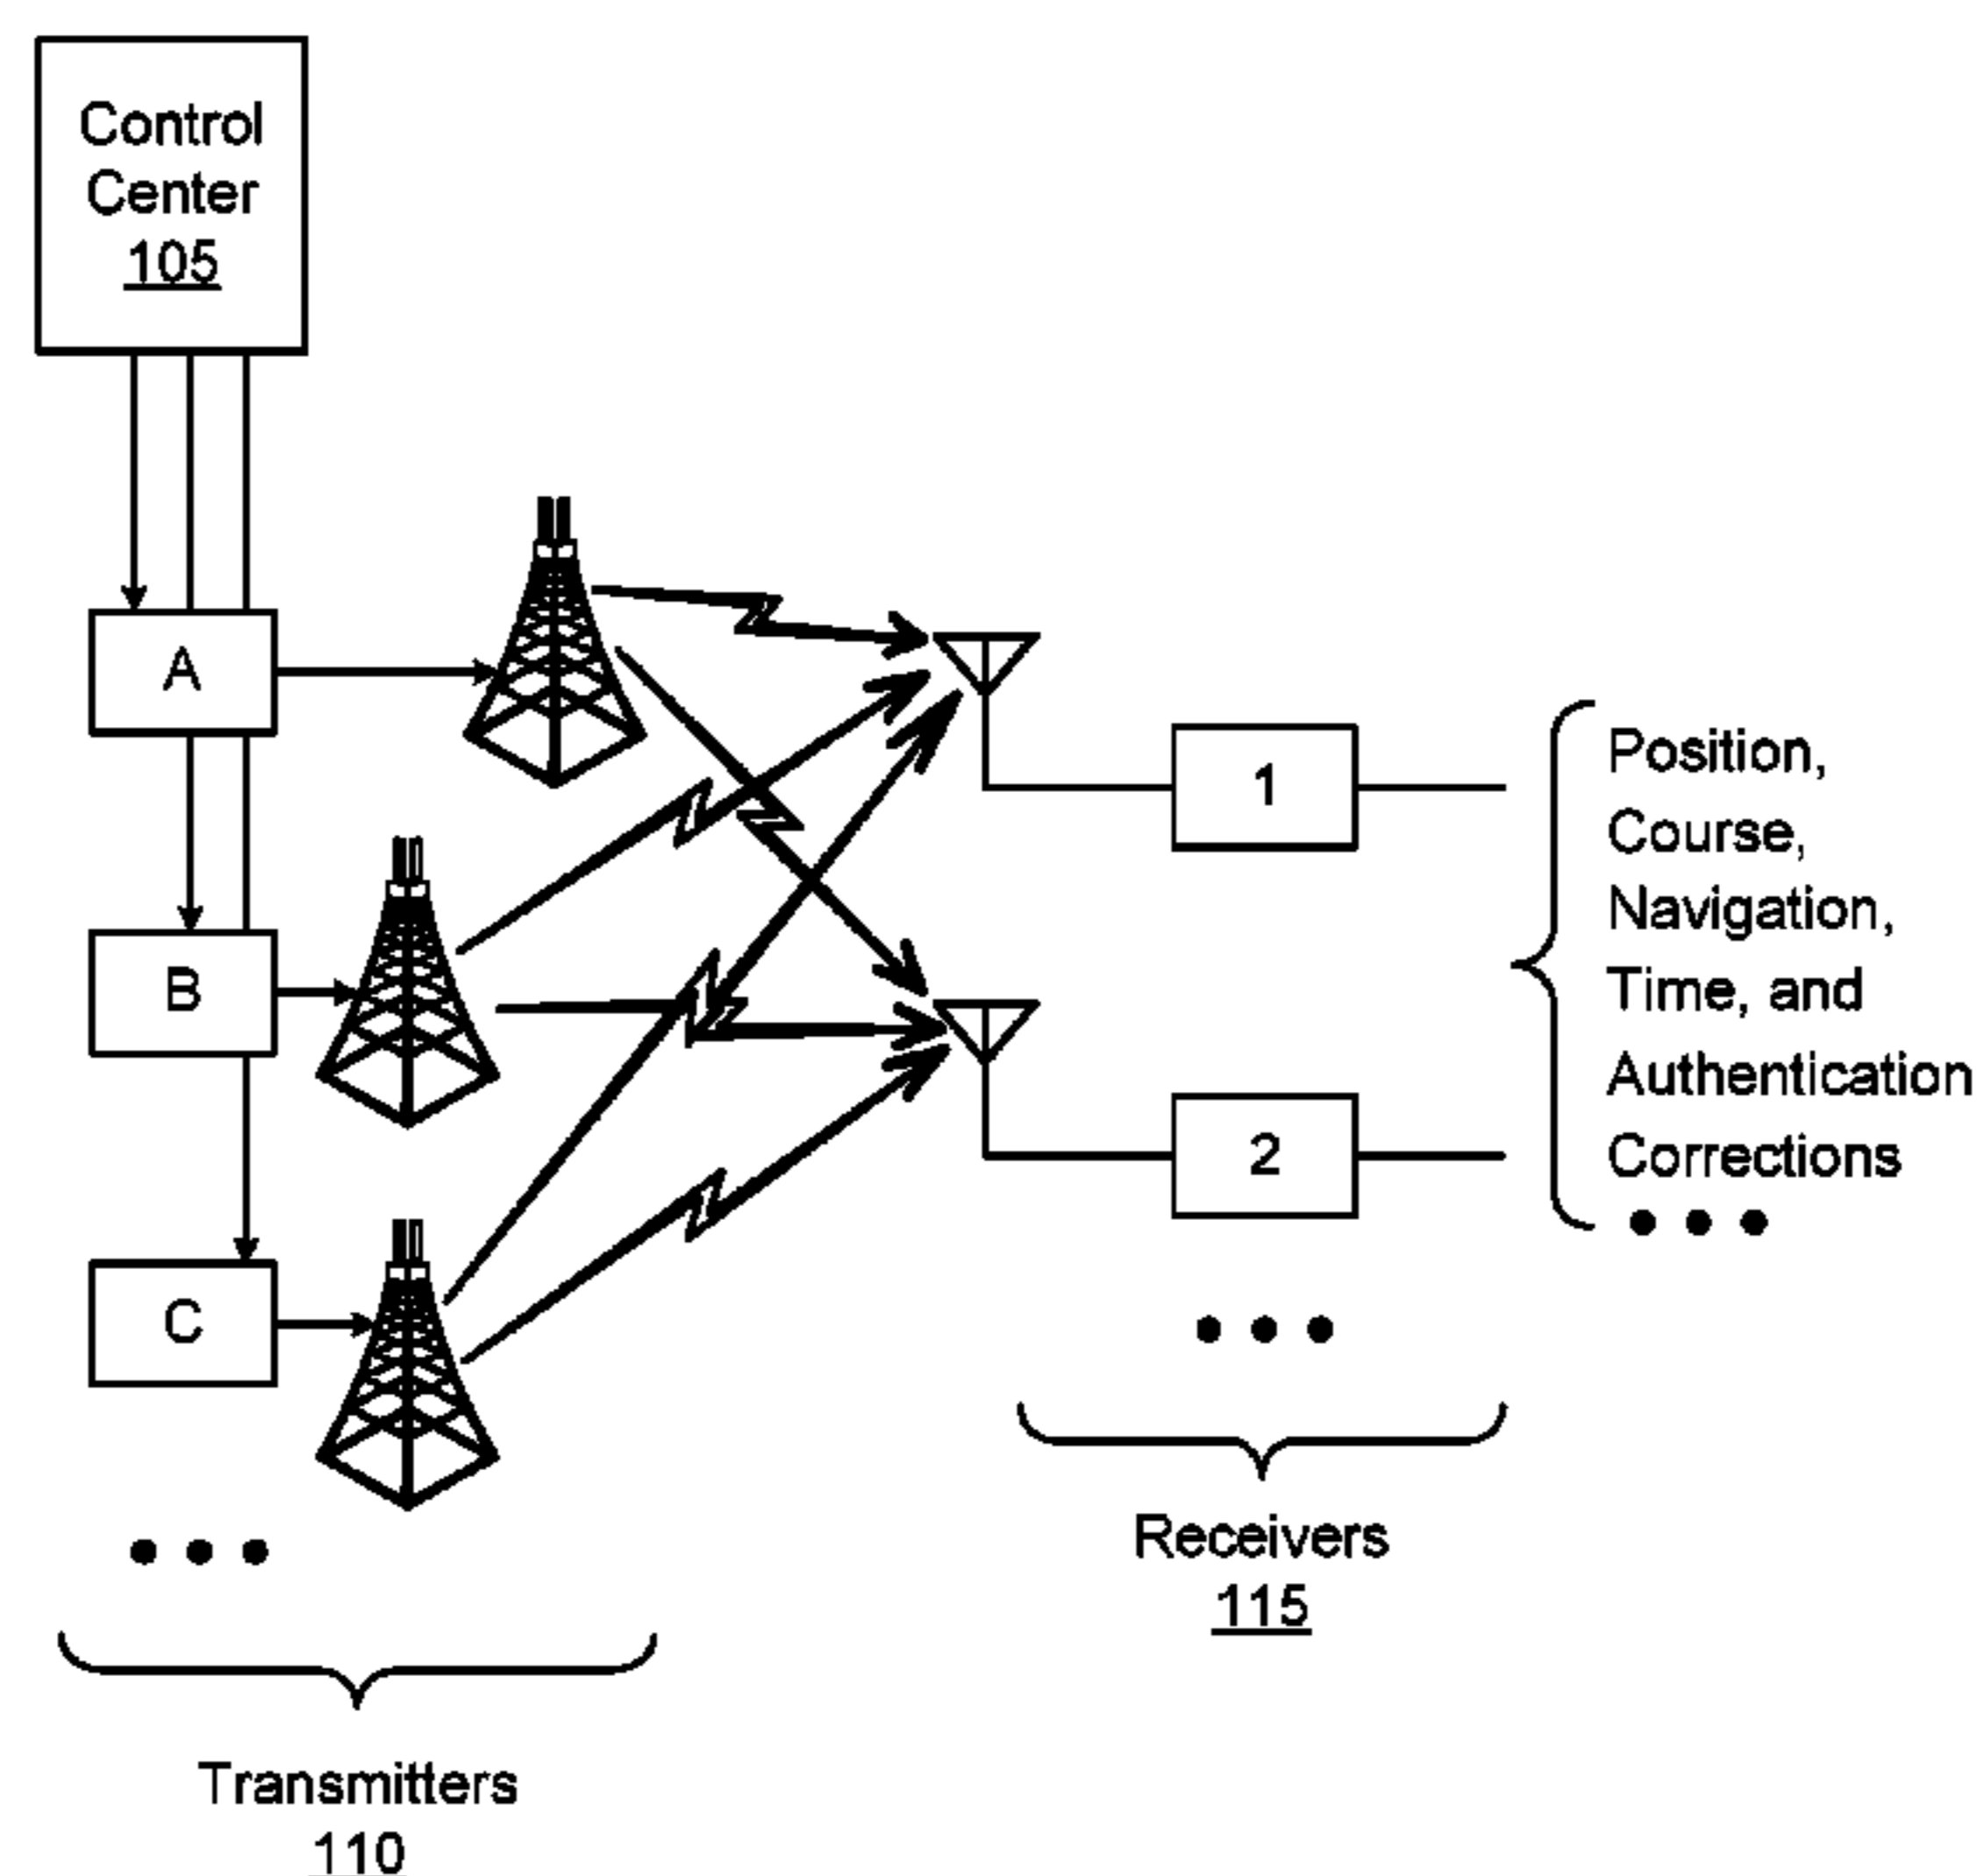 Control
Center
105
A
B
C
1
2
Position,
Course,
Navigation,
Time, and
Authentication
Corrections
Receivers
115
Transmitters
110